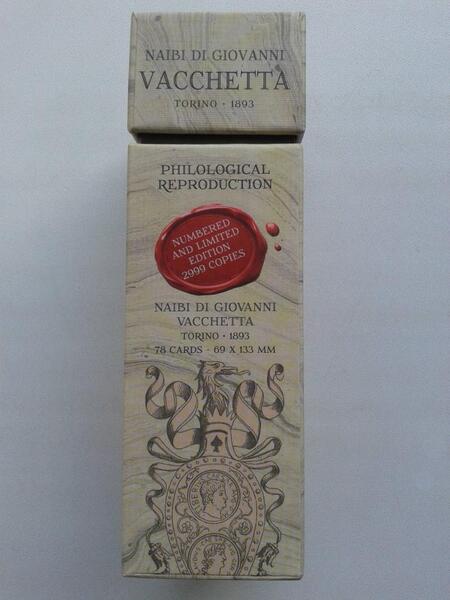 NAIBI DI GIOVANNI
VACCHETTA
TORINO · 1893
PHILOLOGICAL
REPRODUCTION
NUMBERED
AND LIMITED
EDITION
2999 COPIES
NAIBI DI GIOVANNI
VACCHETTA
TORINO · 1893
78 CARDS · 69 X 133 MM